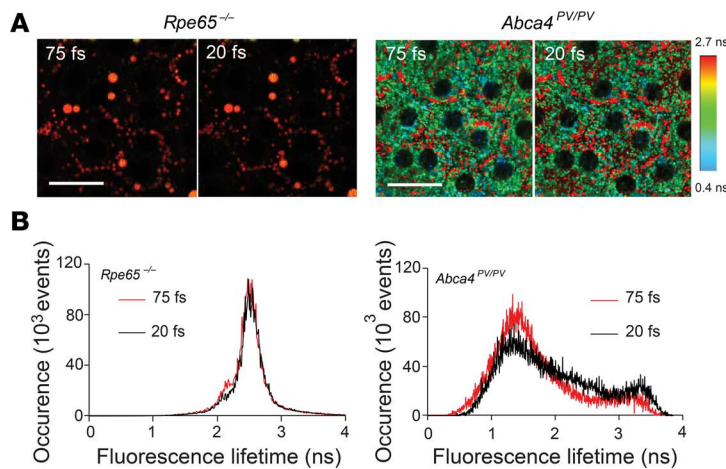 A
Rpe65−/−
Abca4PV/PV
75 fs
20 fs
75 fs
20 fs
2.7 ns
0.4 ns
B
Occurence (10³ events)
120
80
40
0
Rpe65−/−
75 fs
20 fs
0 1 2 3 4
Fluorescence lifetime (ns)
Occurence (10³ events)
120
80
40
0
Abca4PV/PV
75 fs
20 fs
0 1 2 3 4
Fluorescence lifetime (ns)